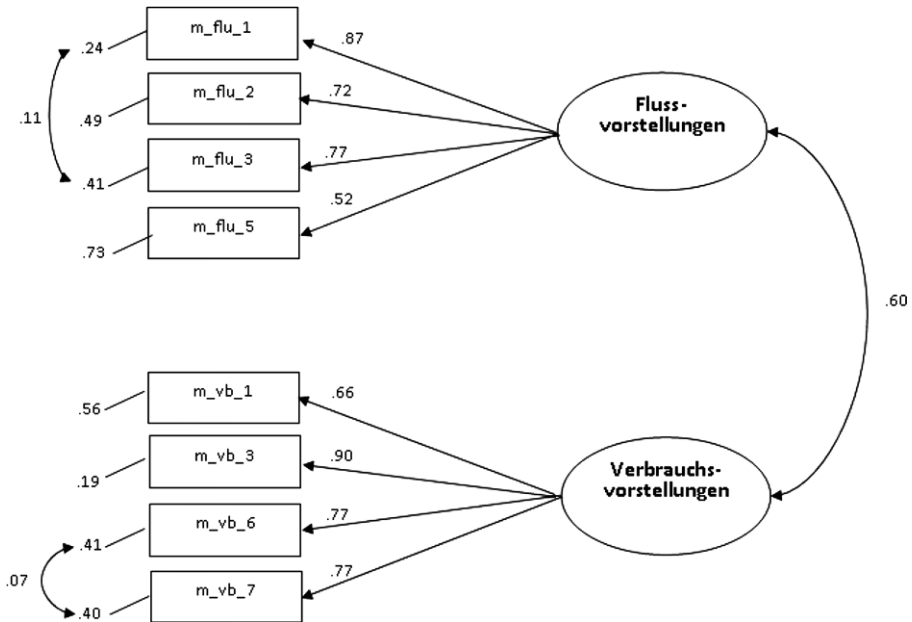 m_flu_1
.87
.24
m_flu_2
.72
Fluss-
vorstellungen
.11
.49
m_flu_3
.77
.41
.52
m_flu_5
.73
.60
m_vb_1
.66
.56
m_vb_3
.90
Verbrauchs-
vorstellungen
.19
m_vb_6
.77
.41
.07
m_vb_7
.77
.40